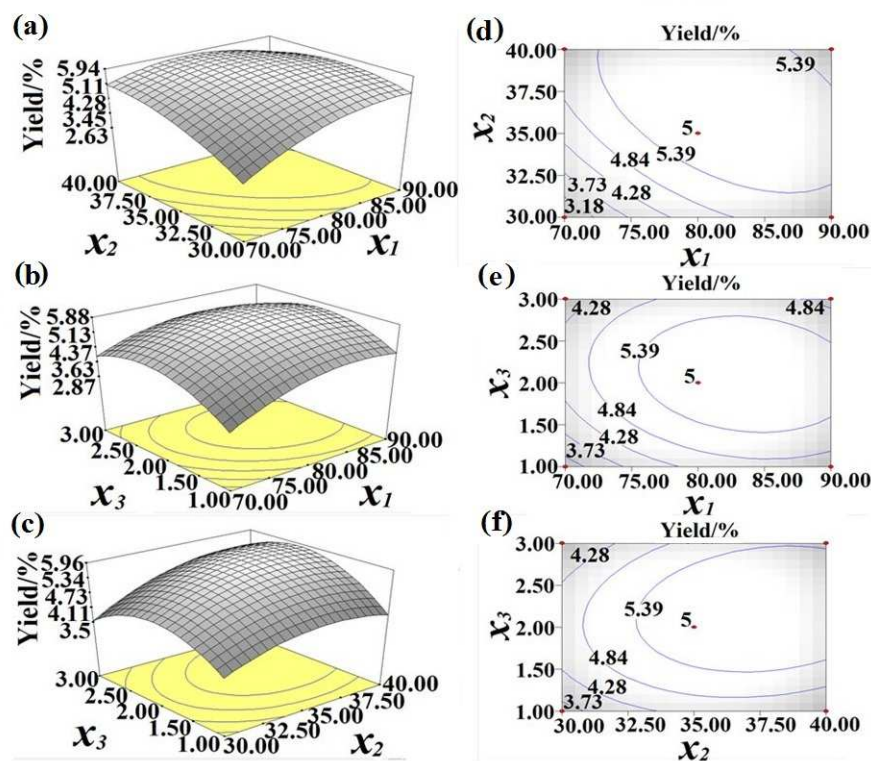 (a)
Yield/%
5.94
5.11
4.28
3.45
2.63
40.00
37.50
35.00
32.50
30.00
x2
70.00
75.00
80.00
85.00
90.00
x1
(d)
Yield/%
x2
40.00
37.50
35.00
32.50
30.00
5.39
5
5.39
4.84
4.28
3.73
3.18
70.00 75.00 80.00 85.00 90.00
x1
(b)
Yield/%
5.88
5.13
4.37
3.63
2.87
3.00
2.50
2.00
1.50
1.00
x3
70.00
75.00
80.00
85.00
90.00
x1
(e)
Yield/%
x3
3.00
2.50
2.00
1.50
1.00
4.28
4.84
5.39
5
4.84
4.28
3.73
70.00 75.00 80.00 85.00 90.00
x1
(c)
Yield/%
5.96
5.34
4.73
4.11
3.5
3.00
2.50
2.00
1.50
1.00
x3
30.00
32.50
35.00
37.50
40.00
x2
(f)
Yield/%
x3
3.00
2.50
2.00
1.50
1.00
4.28
5.39
5
4.84
4.28
3.73
30.00 32.50 35.00 37.50 40.00
x2